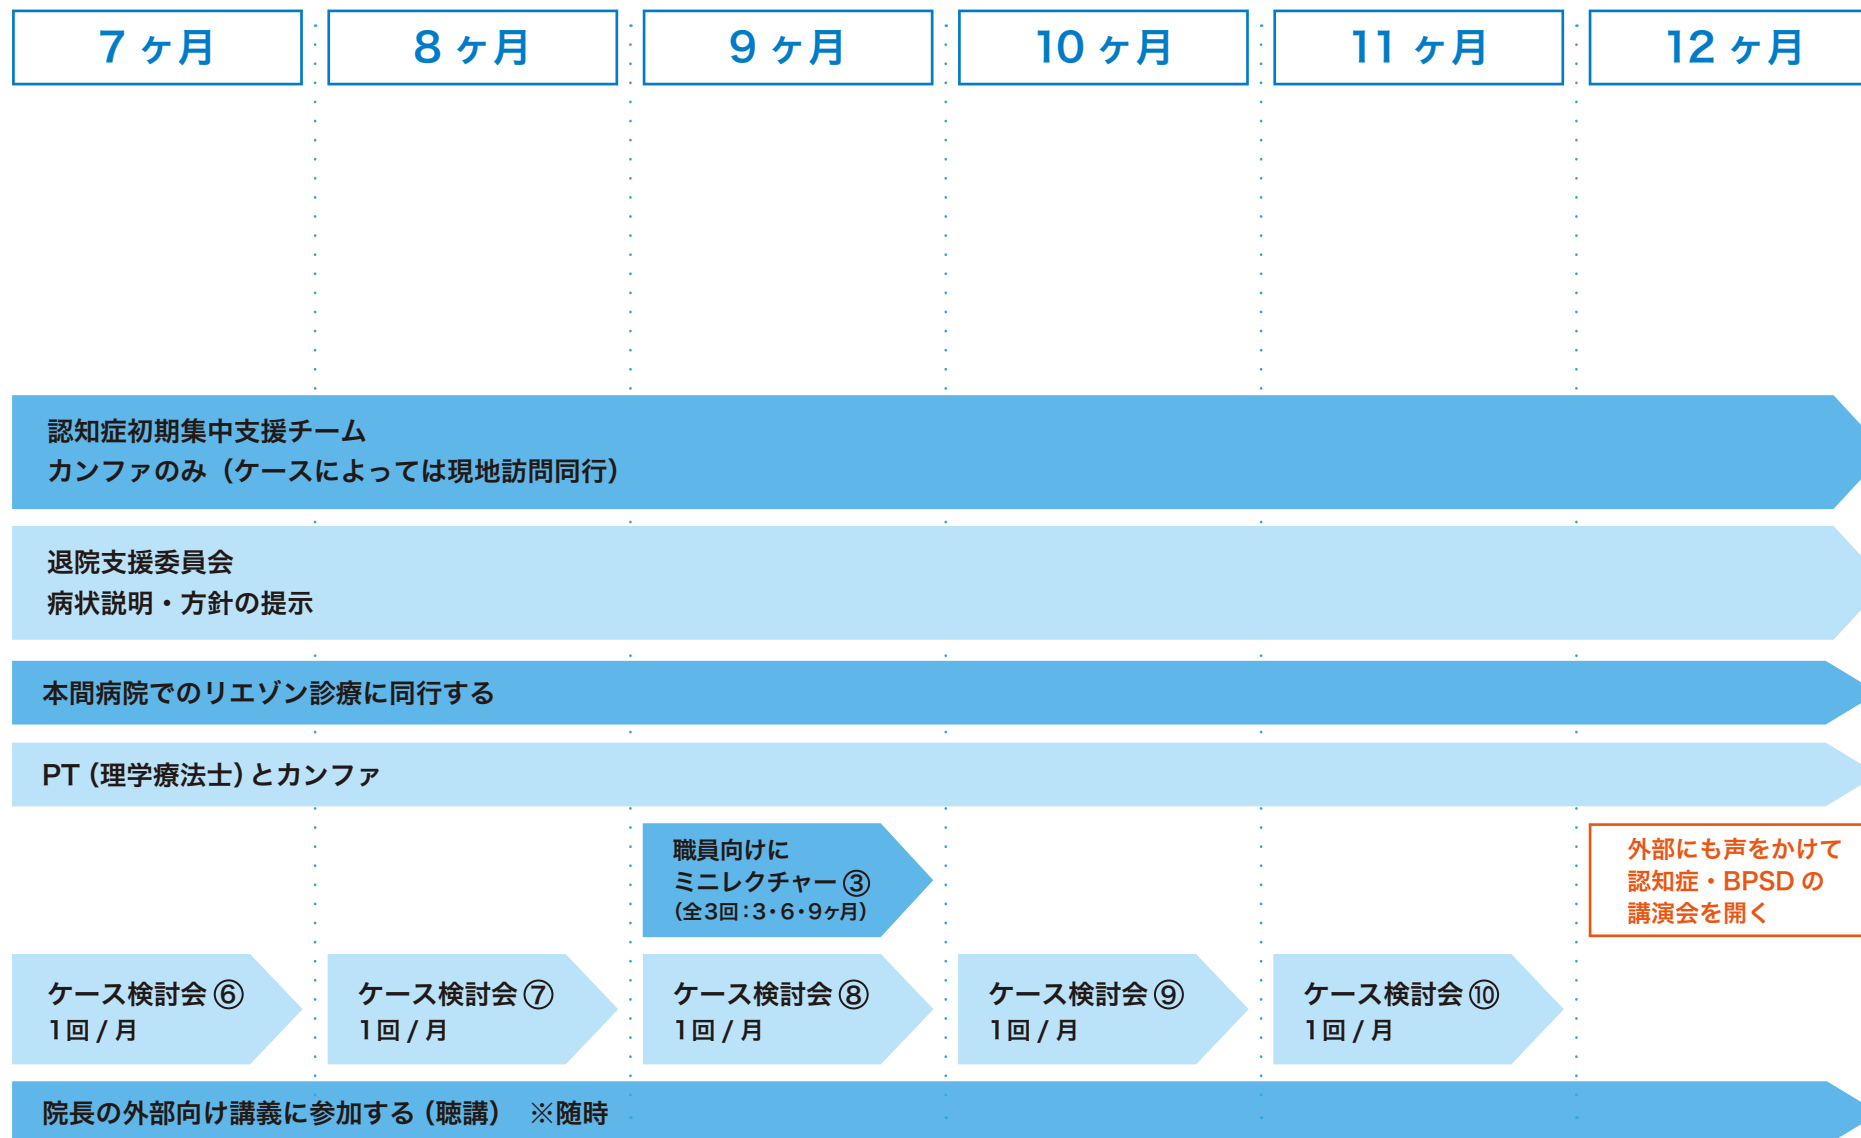 7 ヶ月
8 ヶ月
9 ヶ月
10 ヶ月
11 ヶ月
12 ヶ月
認知症初期集中支援チーム
カンファのみ（ケースによっては現地訪問同行）
退院支援委員会
病状説明・方針の提示
本間病院でのリエゾン診療に同行する
PT（理学療法士）とカンファ
職員向けに
ミニレクチャー③
（全3回：3・6・9ヶ月）
外部にも声をかけて
認知症・BPSD の
講演会を開く
ケース検討会⑥
1回 / 月
ケース検討会⑦
1回 / 月
ケース検討会⑧
1回 / 月
ケース検討会⑨
1回 / 月
ケース検討会⑩
1回 / 月
院長の外部向け講義に参加する（聴講）　※随時